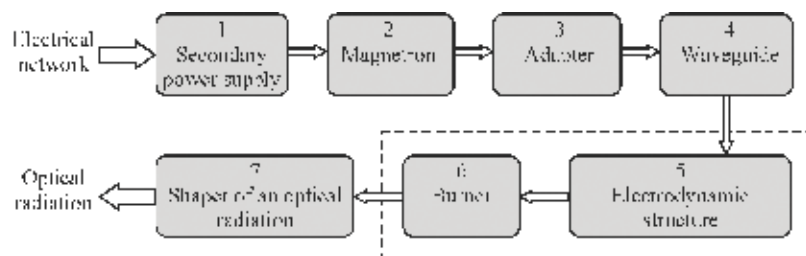 Electrical
network
1
Secondary
power supply
2
Magnetron
3
Adapter
4
Waveguide
5
Electrodynamic
structure
6
Burner
7
Shaper of an optical
radiation
Optical
radiation